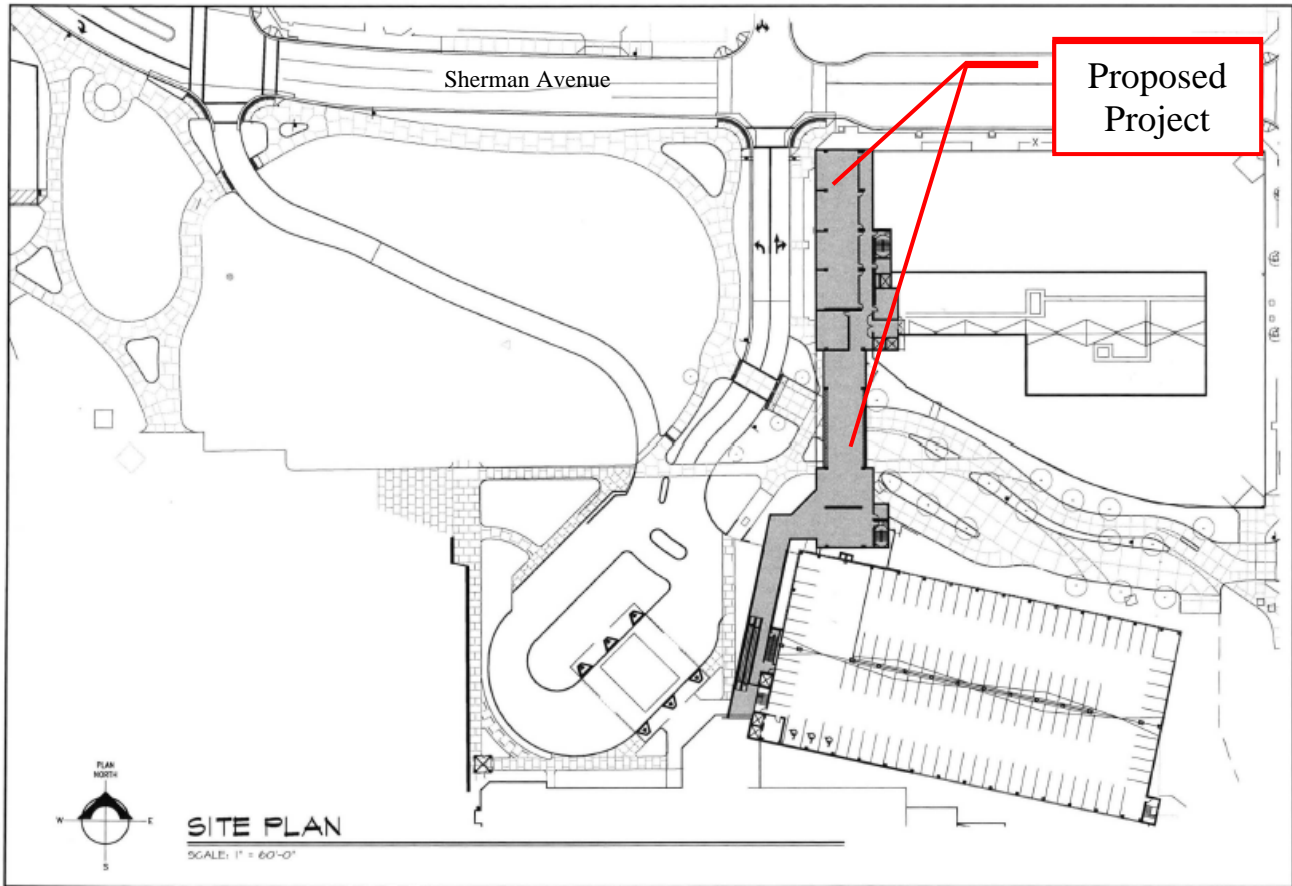 Sherman Avenue
Proposed
Project
X
PLAN
NORTH
W
E
S
SITE PLAN
SCALE: 1" = 60'-0"